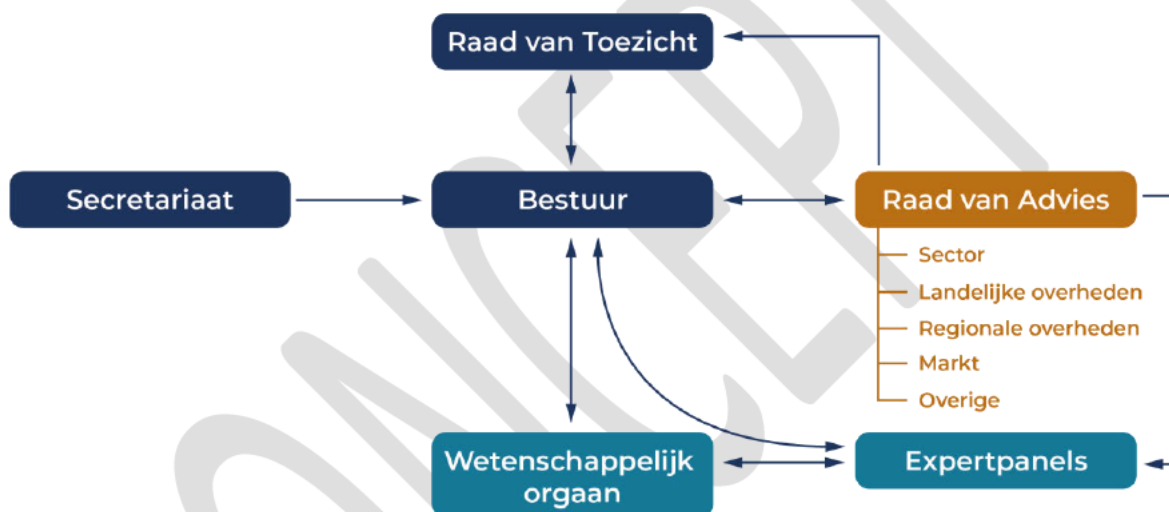 Raad van Toezicht
Secretariaat
Bestuur
Raad van Advies
Sector
Landelijke overheden
Regionale overheden
Markt
Overige
Wetenschappelijk
orgaan
Expertpanels
CONCEPT